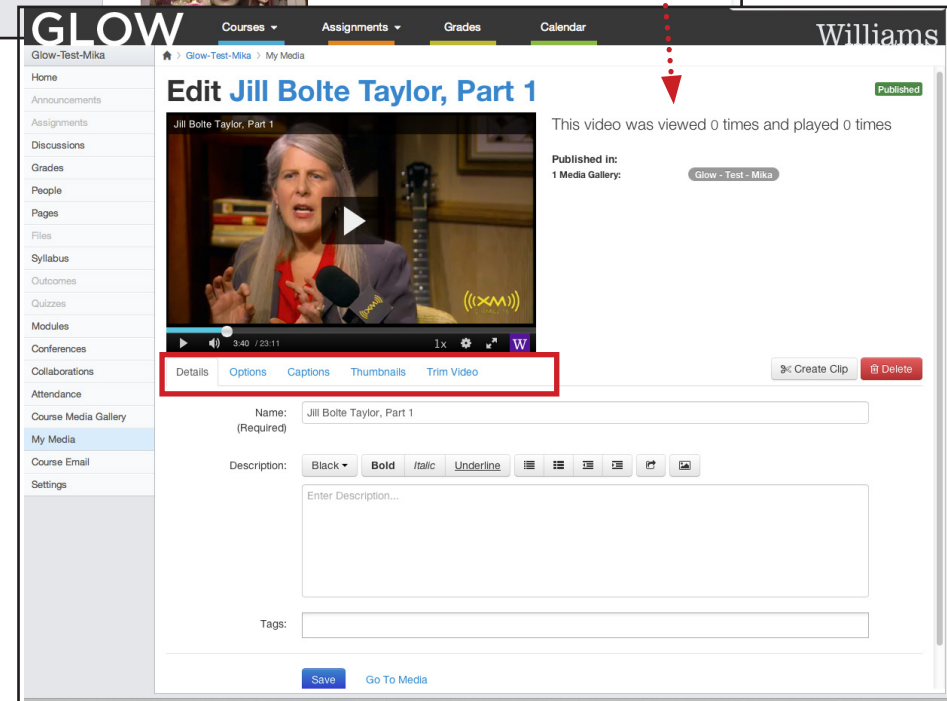 GLOW
Courses
Assignments
Grades
Calendar
Williams
Glow-Test-Mika
Glow-Test-Mika > My Media
Home
Announcements
Assignments
Discussions
Grades
People
Pages
Files
Syllabus
Outcomes
Quizzes
Modules
Conferences
Collaborations
Attendance
Course Media Gallery
My Media
Course Email
Settings
Edit Jill Bolte Taylor, Part 1
Published
Jill Bolte Taylor, Part 1
This video was viewed 0 times and played 0 times
Published in:
1 Media Gallery:
Glow - Test - Mika
((XM))
3:40 / 23:11
1x
W
Details
Options
Captions
Thumbnails
Trim Video
Create Clip
Delete
Name:
(Required)
Jill Bolte Taylor, Part 1
Description:
Black
Bold
Italic
Underline
Enter Description...
Tags:
Save
Go To Media